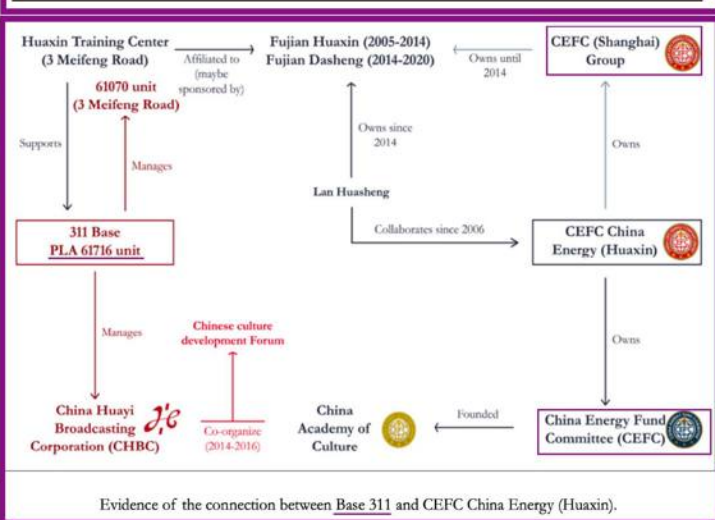 Huaxin Training Center
(3 Meifeng Road)
Affiliated to
(maybe
sponsored by)
Fujian Huaxin (2005-2014)
Fujian Dasheng (2014-2020)
Owns until
2014
CEFC (Shanghai)
Group
61070 unit
(3 Meifeng Road)
Supports
Manages
Owns since
2014
Owns
Lan Huasheng
Collaborates since 2006
311 Base
PLA 61716 unit
CEFC China
Energy (Huaxin)
Manages
Chinese culture
development Forum
Owns
China Huayi
Broadcasting
Corporation (CHBC)
Co-organize
(2014-2016)
China
Academy of
Culture
Founded
China Energy Fund
Committee (CEFC)
Evidence of the connection between Base 311 and CEFC China Energy (Huaxin).